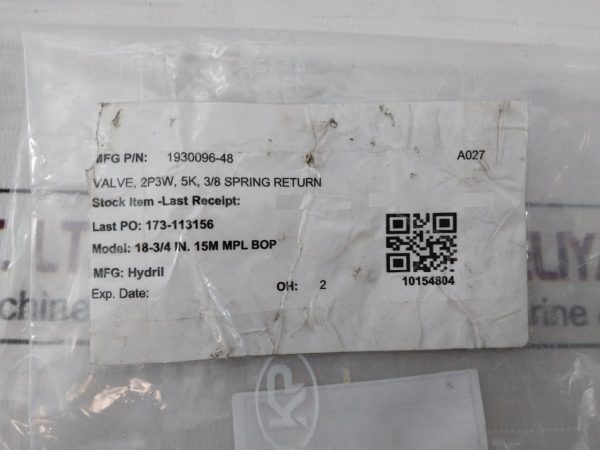 MFG P/N: 1930096-48 A027
VALVE, 2P3W, 5K, 3/8 SPRING RETURN
Stock Item -Last Receipt:
Last PO: 173-113156
Model: 18-3/4 IN. 15M MPL BOP
MFG: Hydril
OH: 2
10154804
Exp. Date:
KP